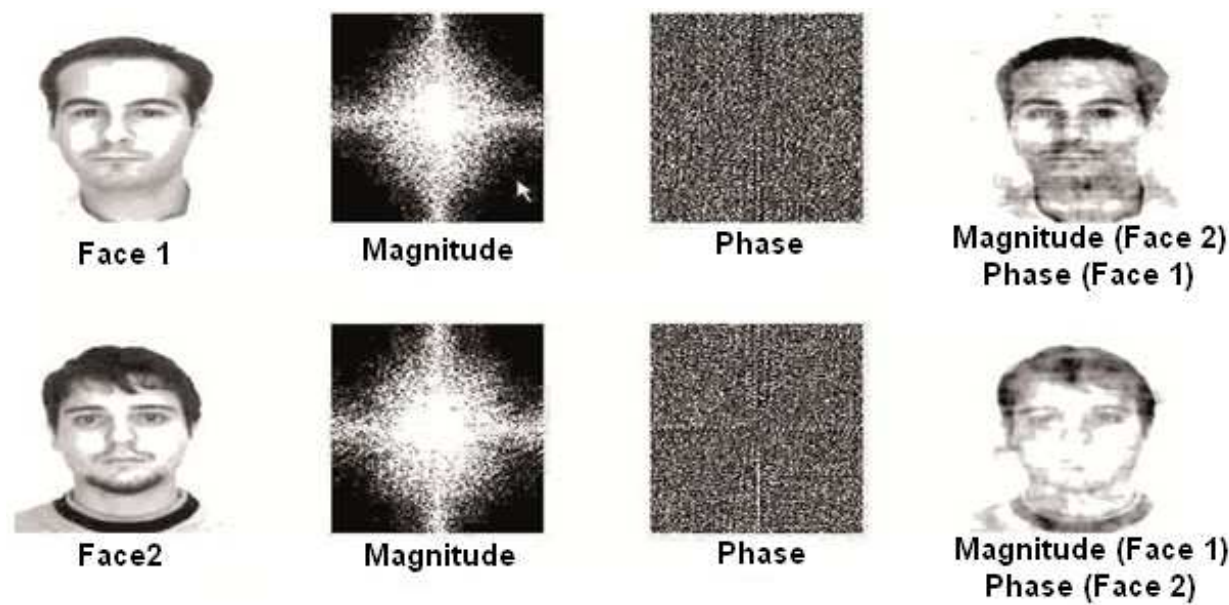 Face 1
Magnitude
Phase
Magnitude (Face 2)
Phase (Face 1)
Face2
Magnitude
Phase
Magnitude (Face 1)
Phase (Face 2)